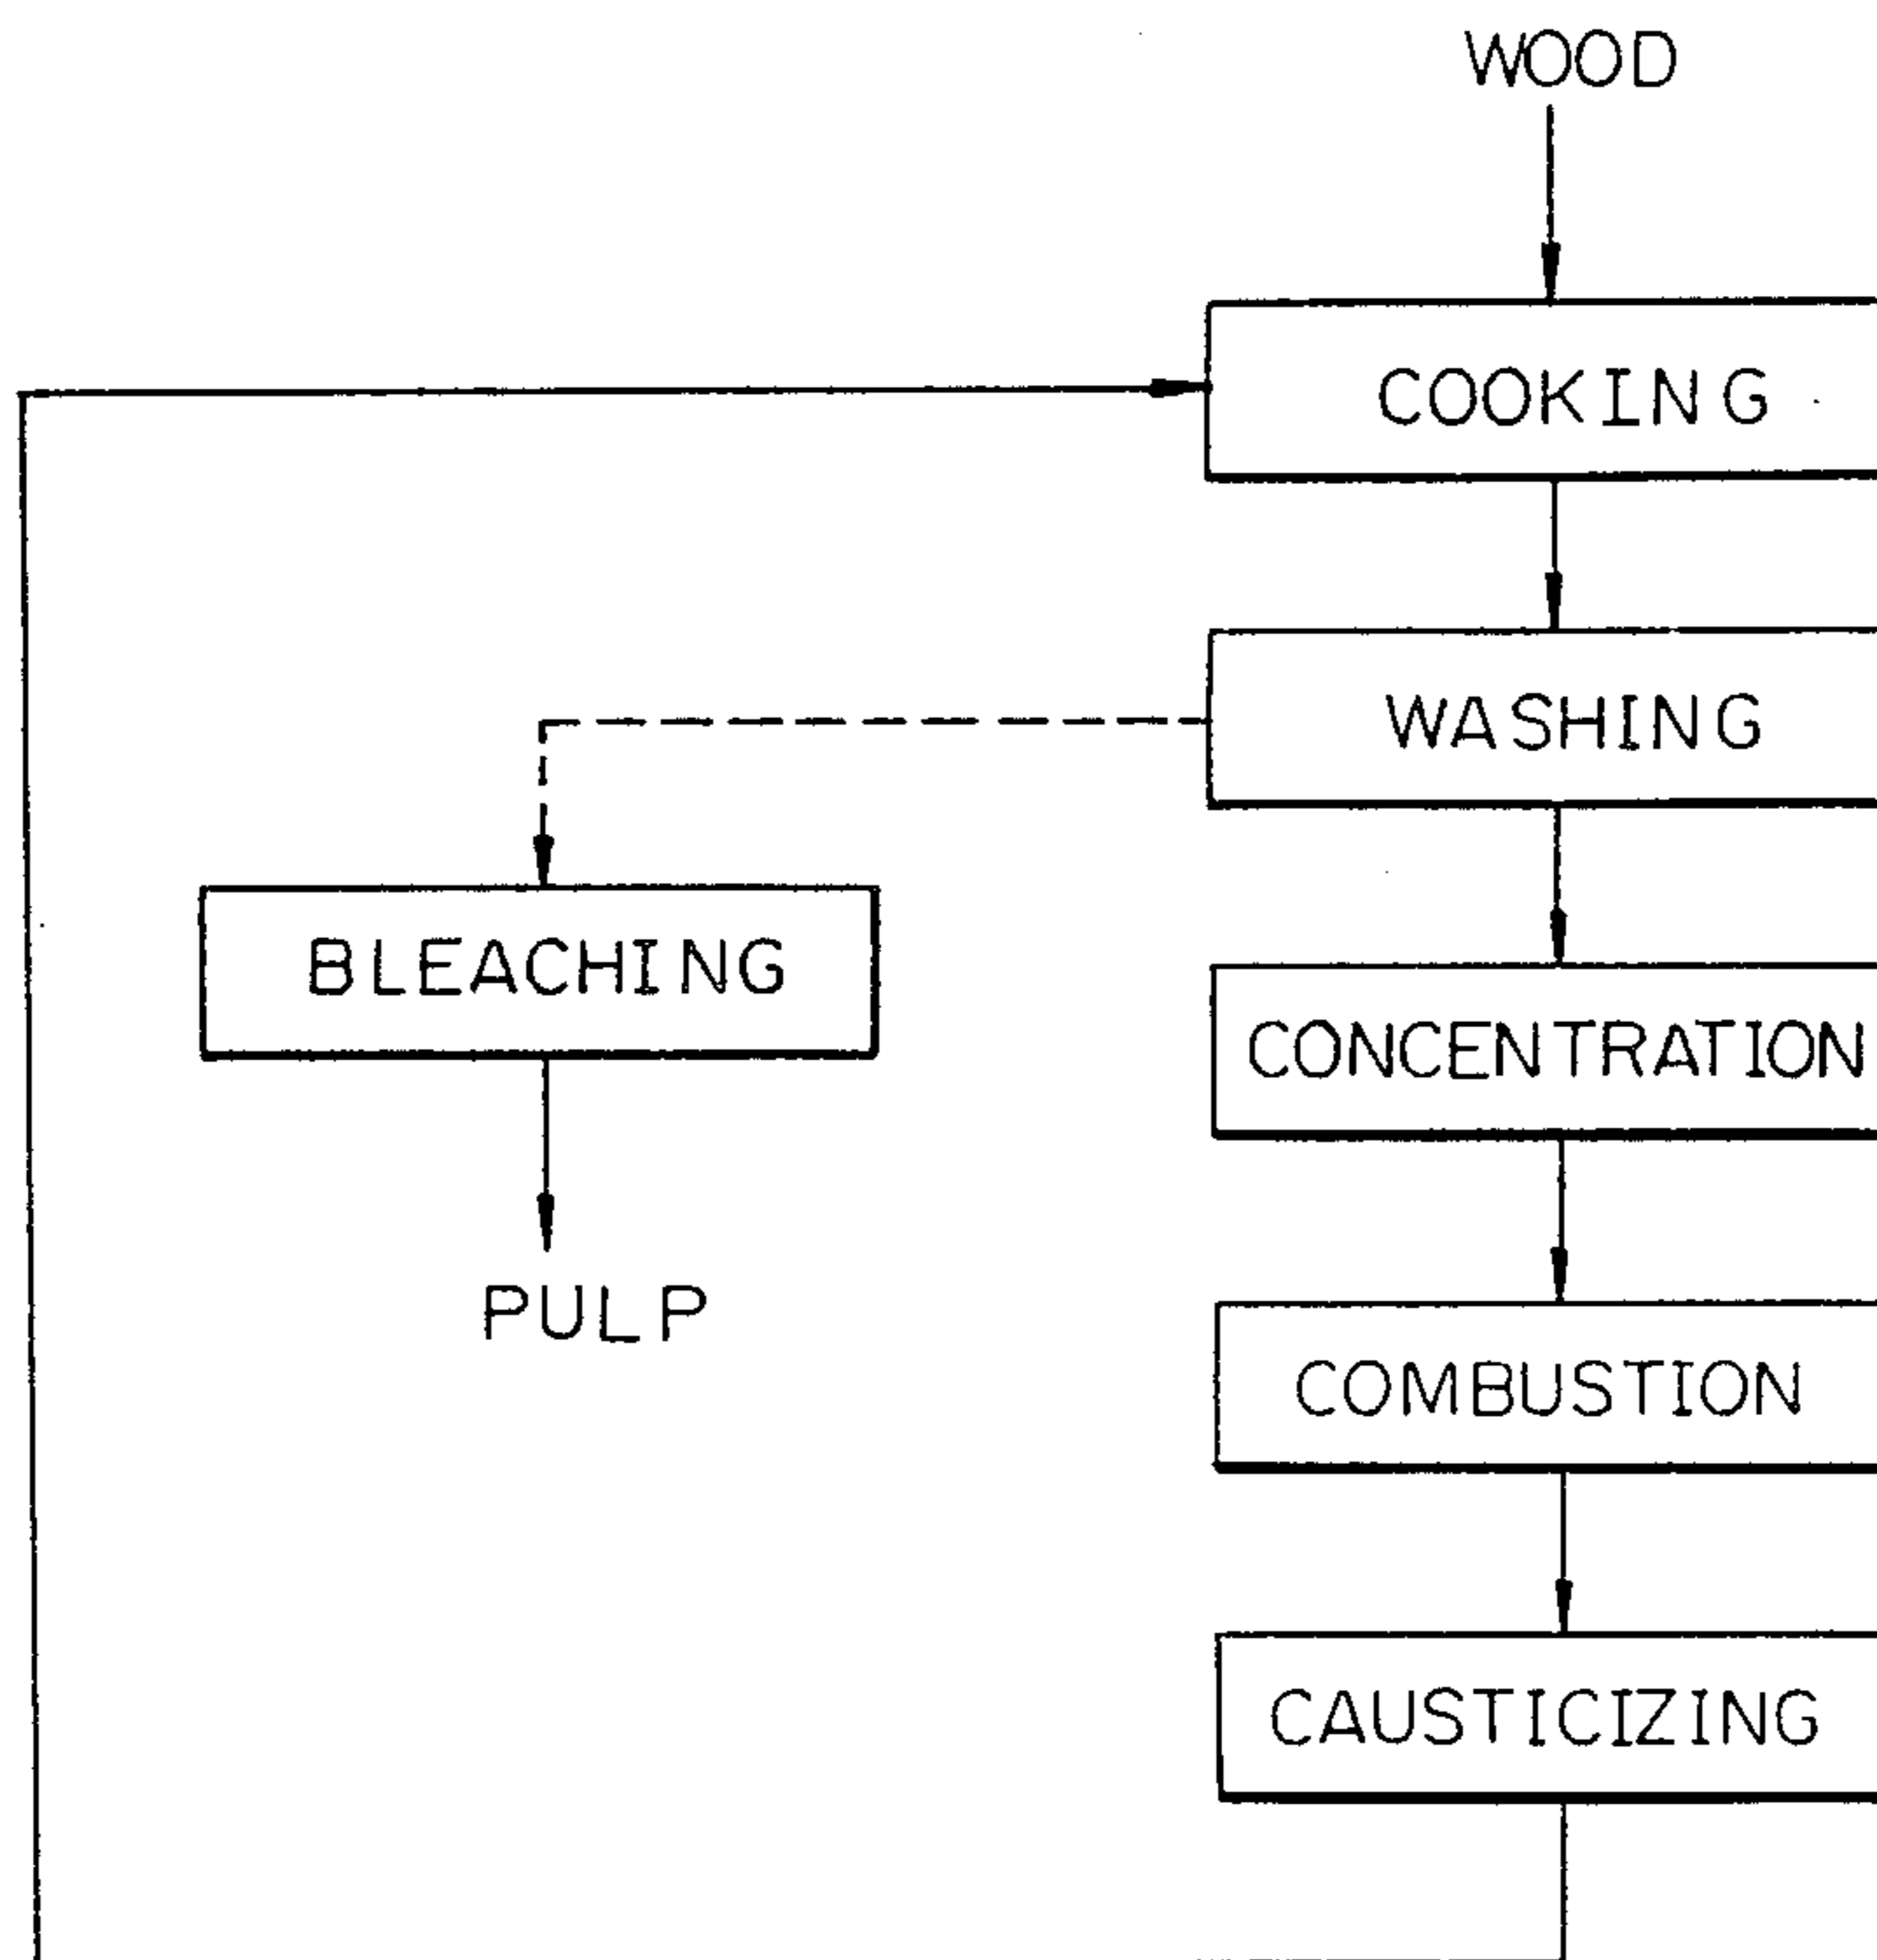 WOOD
COOKING
WASHING
BLEACHING
CONCENTRATION
PULP
COMBUSTION
CAUSTICIZING